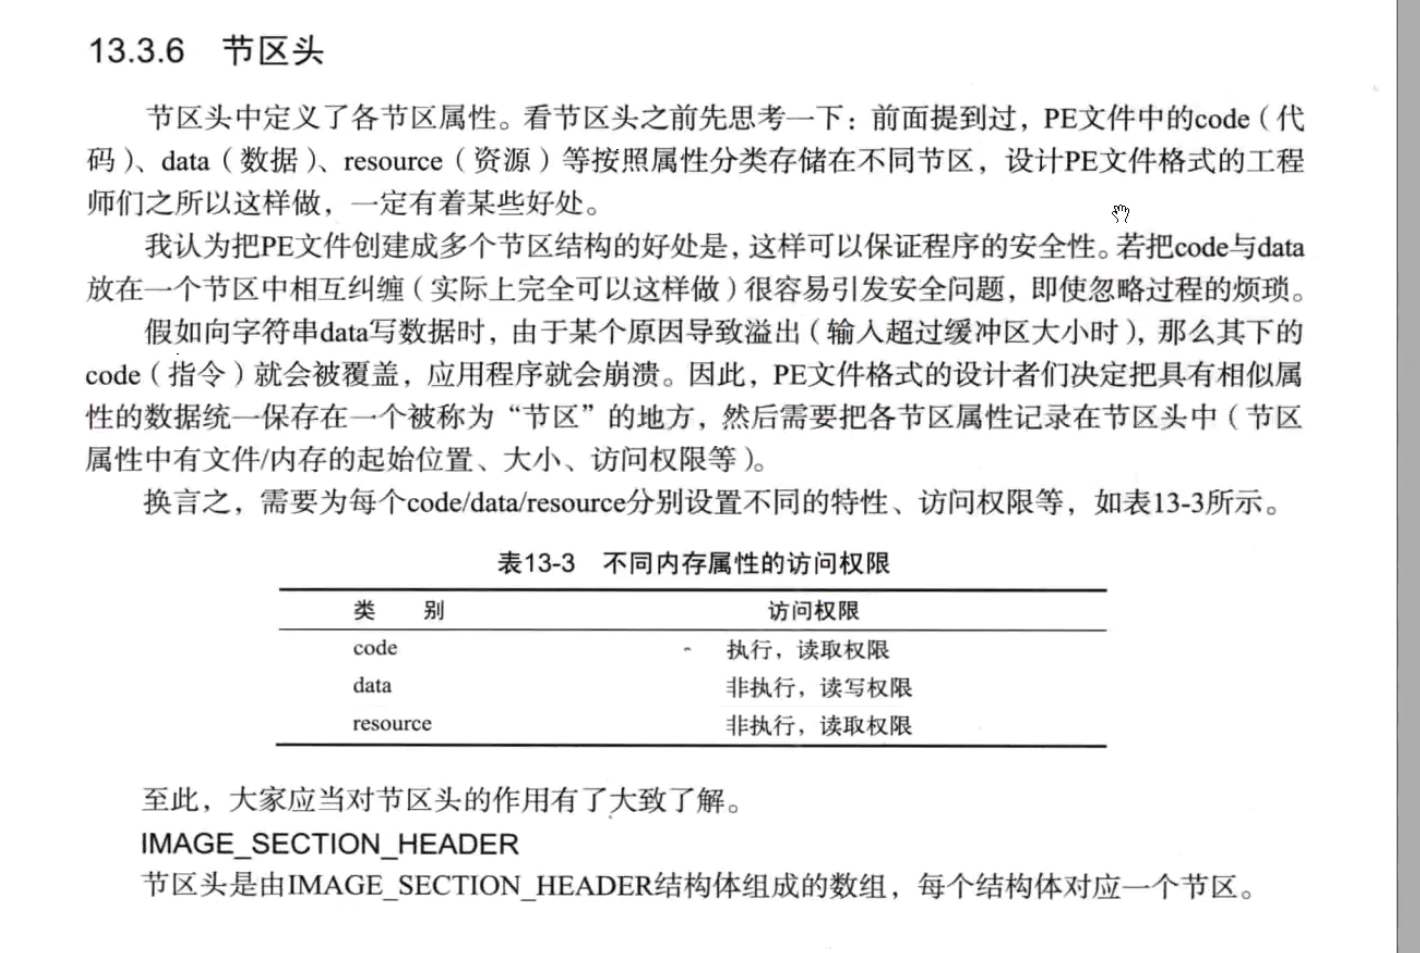 13.3.6 节区头
节区头中定义了各节区属性。看节区头之前先思考一下：前面提到过，PE文件中的code（代
码）、data（数据）、resource（资源）等按照属性分类存储在不同节区，设计PE文件格式的工程
师们之所以这样做，一定有着某些好处。
我认为把PE文件创建成多个节区结构的好处是，这样可以保证程序的安全性。若把code与data
放在一个节区中相互纠缠（实际上完全可以这样做）很容易引发安全问题，即使忽略过程的烦琐。
假如向字符串data写数据时，由于某个原因导致溢出（输入超过缓冲区大小时），那么其下的
code（指令）就会被覆盖，应用程序就会崩溃。因此，PE文件格式的设计者们决定把具有相似属
性的数据统一保存在一个被称为“节区”的地方，然后需要把各节区属性记录在节区头中（节区
属性中有文件/内存的起始位置、大小、访问权限等）。
换言之，需要为每个code/data/resource分别设置不同的特性、访问权限等，如表13-3所示。
表13-3 不同内存属性的访问权限
类 别 访问权限
code 执行，读取权限
data 非执行，读写权限
resource 非执行，读取权限
至此，大家应当对节区头的作用有了大致了解。
IMAGE_SECTION_HEADER
节区头是由IMAGE_SECTION_HEADER结构体组成的数组，每个结构体对应一个节区。